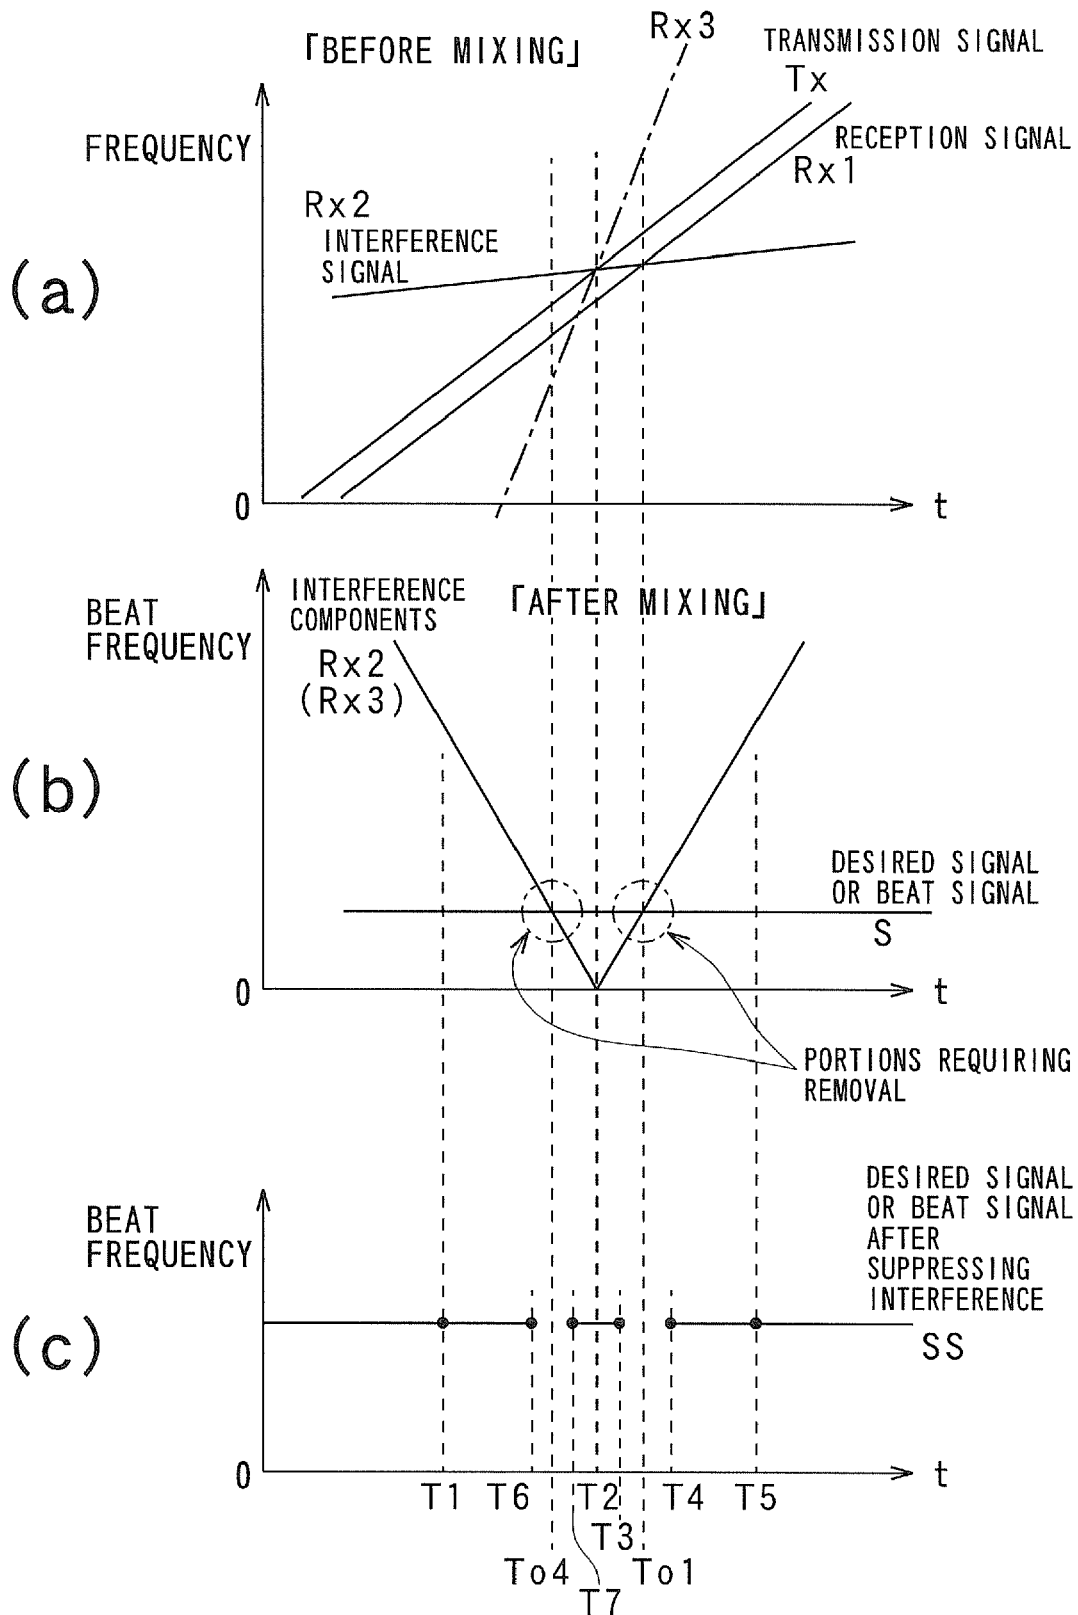 Rx3
「BEFORE MIXING」
TRANSMISSION SIGNAL
Tx
FREQUENCY
RECEPTION SIGNAL
Rx1
Rx2
INTERFERENCE
SIGNAL
(a)
0
t
BEAT
FREQUENCY
INTERFERENCE
COMPONENTS
「AFTER MIXING」
Rx2
(Rx3)
(b)
DESIRED SIGNAL
OR BEAT SIGNAL
S
0
t
PORTIONS REQUIRING
REMOVAL
DESIRED SIGNAL
OR BEAT SIGNAL
AFTER
SUPPRESSING
INTERFERENCE
BEAT
FREQUENCY
(c)
SS
0
t
T1 T6 T2 T4 T5
T3
To4 To1
T7